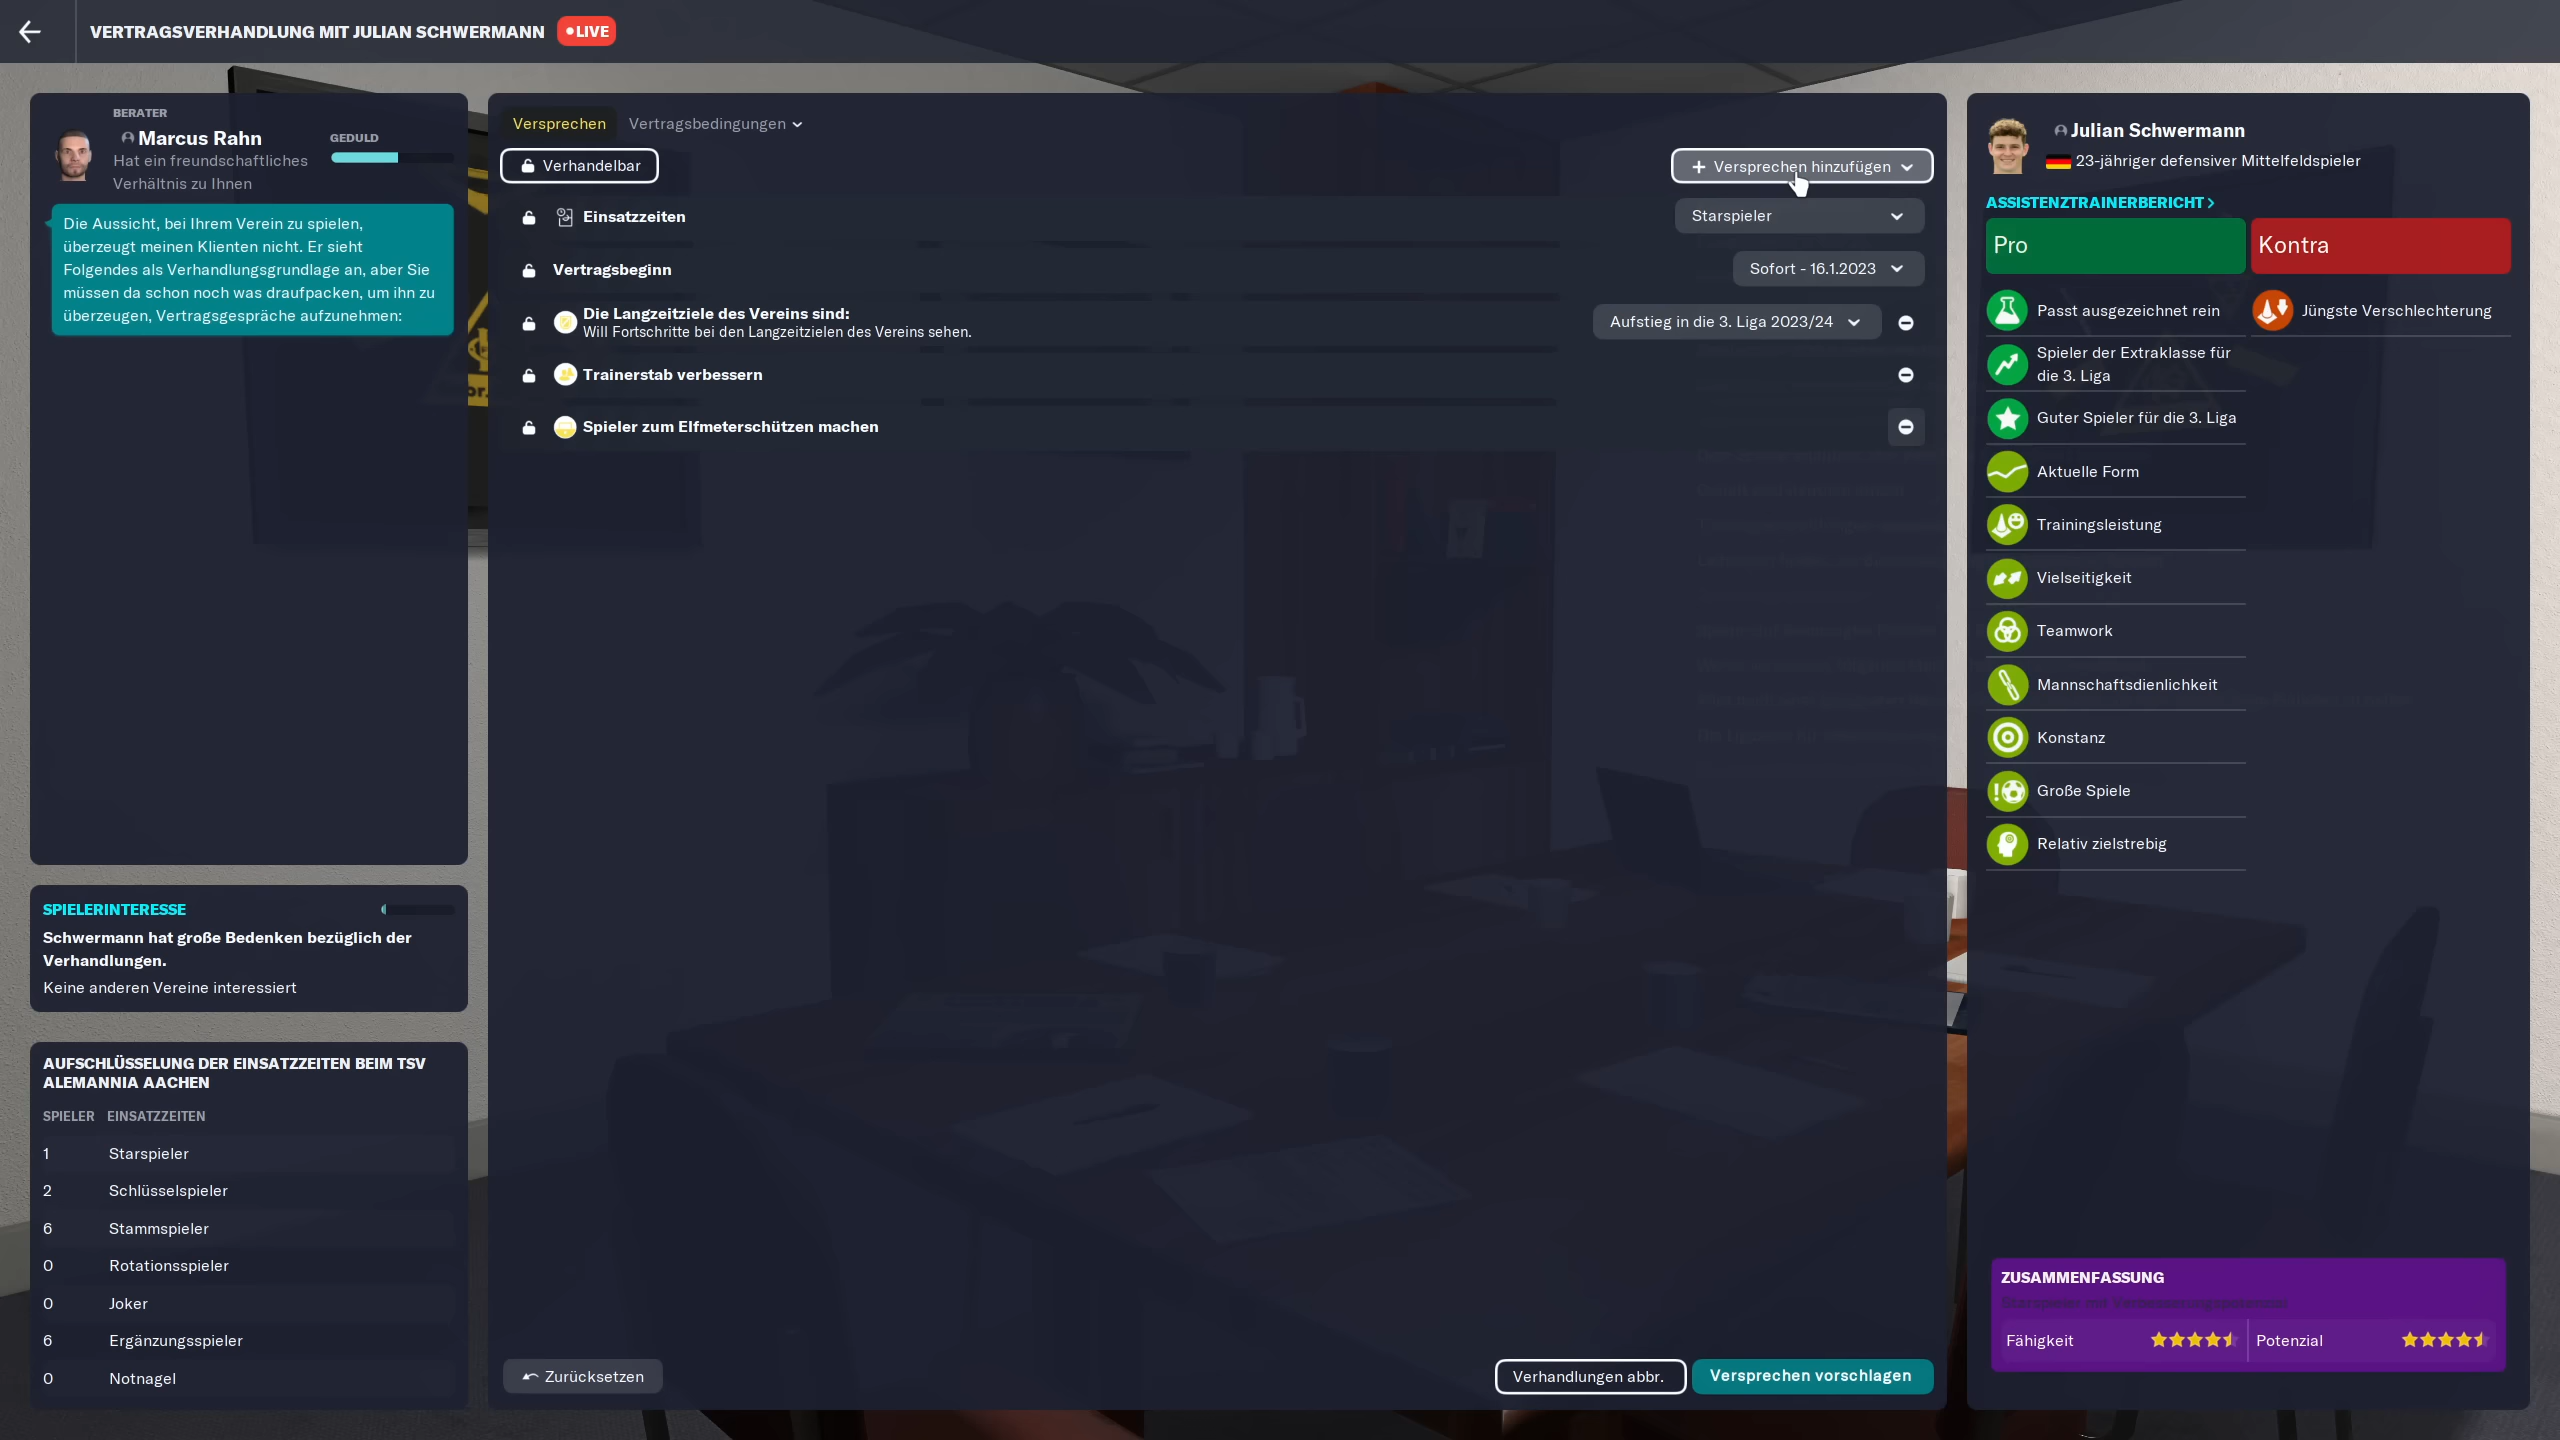 VERTRAGSVERHANDLUNG MIT JULIAN SCHWERMANN
LIVE
BERATER
Marcus Rahn
Hat ein freundschaftliches
Verhältnis zu Ihnen
GEDULD
Die Aussicht, bei Ihrem Verein zu spielen,
überzeugt meinen Klienten nicht. Er sieht
Folgendes als Verhandlungsgrundlage an, aber Sie
müssen da schon noch was draufpacken, um ihn zu
überzeugen, Vertragsgespräche aufzunehmen:
SPIELERINTERESSE
Schwermann hat große Bedenken bezüglich der
Verhandlungen.
Keine anderen Vereine interessiert
AUFSCHLÜSSELUNG DER EINSATZZEITEN BEIM TSV
ALEMANNIA AACHEN
SPIELER EINSATZZEITEN
1 Starspieler
2 Schlüsselspieler
6 Stammspieler
0 Rotationsspieler
0 Joker
6 Ergänzungsspieler
0 Notnagel
Versprechen Vertragsbedingungen
Verhandelbar
Versprechen hinzufügen
Einsatzzeiten
Starspieler
Vertragsbeginn
Sofort - 16.1.2023
Die Langzeitziele des Vereins sind:
Will Fortschritte bei den Langzeitzielen des Vereins sehen.
Aufstieg in die 3. Liga 2023/24
Trainerstab verbessern
Spieler zum Elfmeterschützen machen
Zurücksetzen
Verhandlungen abbr.
Versprechen vorschlagen
Julian Schwermann
23-jähriger defensiver Mittelfeldspieler
ASSISTENZTRAINERBERICHT
Pro
Kontra
Passt ausgezeichnet rein
Jüngste Verschlechterung
Spieler der Extraklasse für
die 3. Liga
Guter Spieler für die 3. Liga
Aktuelle Form
Trainingsleistung
Vielseitigkeit
Teamwork
Mannschaftsdienlichkeit
Konstanz
Große Spiele
Relativ zielstrebig
ZUSAMMENFASSUNG
Fähigkeit
Potenzial